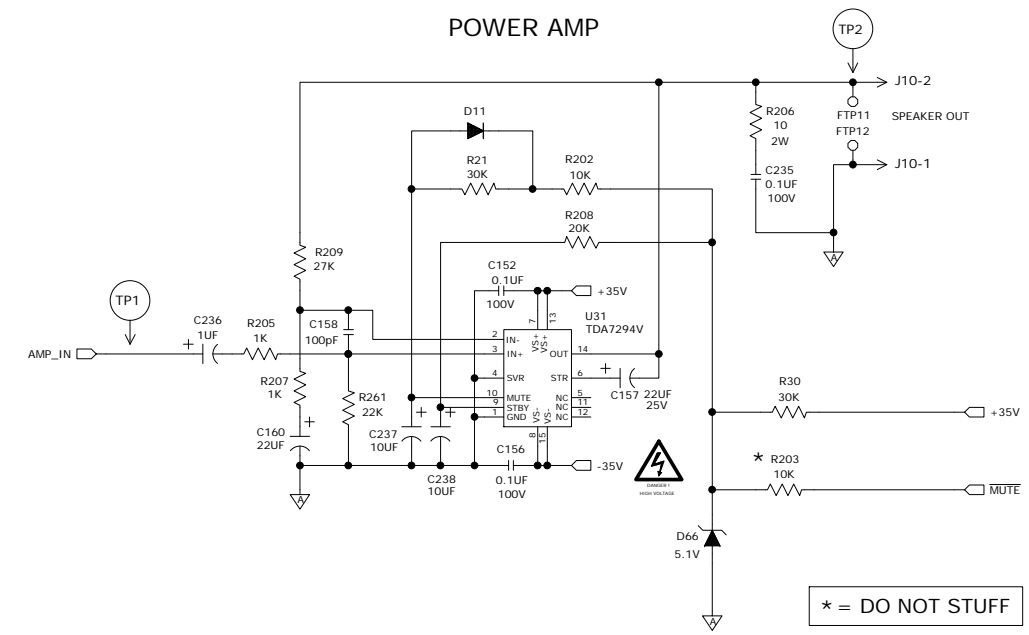 POWER AMP
TP2
J10-2
D11
R206
10
2W
FTP11
FTP12
SPEAKER OUT
R21
30K
R202
10K
J10-1
C235
0.1UF
100V
R208
20K
A
R209
27K
C152
0.1UF
100V
+35V
TP1
U31
TDA7294V
7
13
VS+
VS+
C236
1UF
+
R205
1K
C158
100pF
2
IN-
AMP_IN
3
IN+
OUT
14
4
SVR
STR
6
+
C157
22UF
25V
R207
1K
R261
22K
10
MUTE
9
STBY
1
GND
NC
5
NC
11
NC
12
R30
30K
+35V
+
C160
22UF
+
C237
10UF
+
C238
10UF
VS-
VS-
8
15
C156
0.1UF
100V
-35V
* R203
10K
MUTE
DANGER !
HIGH VOLTAGE
A
D66
5.1V
* = DO NOT STUFF
A